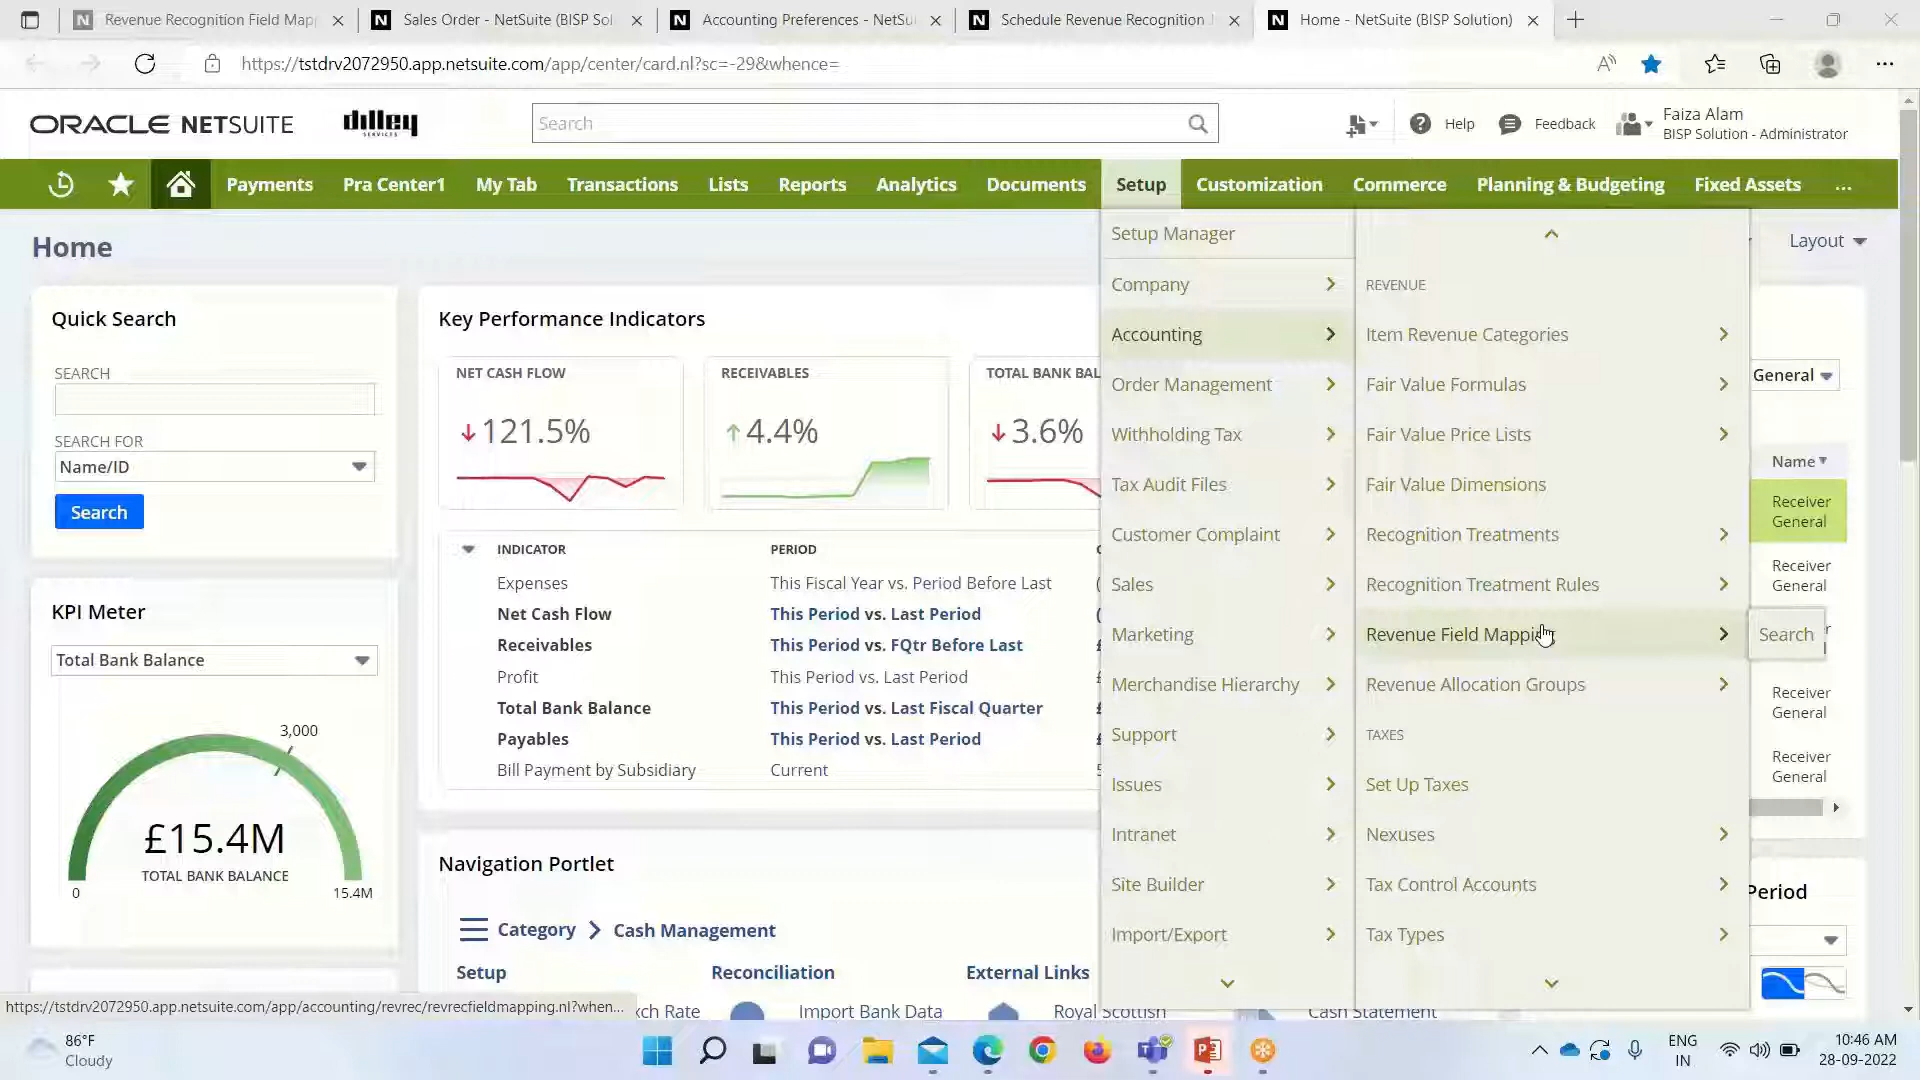 Revenue Recognition Field Map
Sales Order - NetSuite (BISP Sol
Accounting Preferences - NetSu
Schedule Revenue Recognition
Home - NetSuite (BISP Solution)
https://tstdrv2072950.app.netsuite.com/app/center/card.nl?sc=-29&whence=
ORACLE NETSUITE
dilley
SERVICES
Search
Help
Feedback
Faiza Alam
BISP Solution - Administrator
Payments
Pra Center1
My Tab
Transactions
Lists
Reports
Analytics
Documents
Setup
Customization
Commerce
Planning & Budgeting
Fixed Assets
...
Home
Layout
Quick Search
SEARCH
SEARCH FOR
Name/ID
Search
KPI Meter
Total Bank Balance
3,000
£15.4M
TOTAL BANK BALANCE
0
15.4M
Key Performance Indicators
NET CASH FLOW
121.5%
RECEIVABLES
4.4%
TOTAL BANK BAL
3.6%
INDICATOR
PERIOD
Expenses
This Fiscal Year vs. Period Before Last
Net Cash Flow
This Period vs. Last Period
Receivables
This Period vs. FQtr Before Last
Profit
This Period vs. Last Period
Total Bank Balance
This Period vs. Last Fiscal Quarter
Payables
This Period vs. Last Period
Bill Payment by Subsidiary
Current
Navigation Portlet
Category
Cash Management
Setup
Reconciliation
External Links
xch Rate
Import Bank Data
Royal Scottish
Cash Statement
Setup Manager
Company
Accounting
Order Management
Withholding Tax
Tax Audit Files
Customer Complaint
Sales
Marketing
Merchandise Hierarchy
Support
Issues
Intranet
Site Builder
Import/Export
REVENUE
Item Revenue Categories
Fair Value Formulas
Fair Value Price Lists
Fair Value Dimensions
Recognition Treatments
Recognition Treatment Rules
Revenue Field Mapping
Revenue Allocation Groups
TAXES
Set Up Taxes
Nexuses
Tax Control Accounts
Tax Types
Search
General
Name
Receiver
General
Receiver
General
Receiver
General
Receiver
General
Period
https://tstdrv2072950.app.netsuite.com/app/accounting/revrec/revrecfieldmapping.nl?when...
86°F
Cloudy
ENG
IN
10:46 AM
28-09-2022